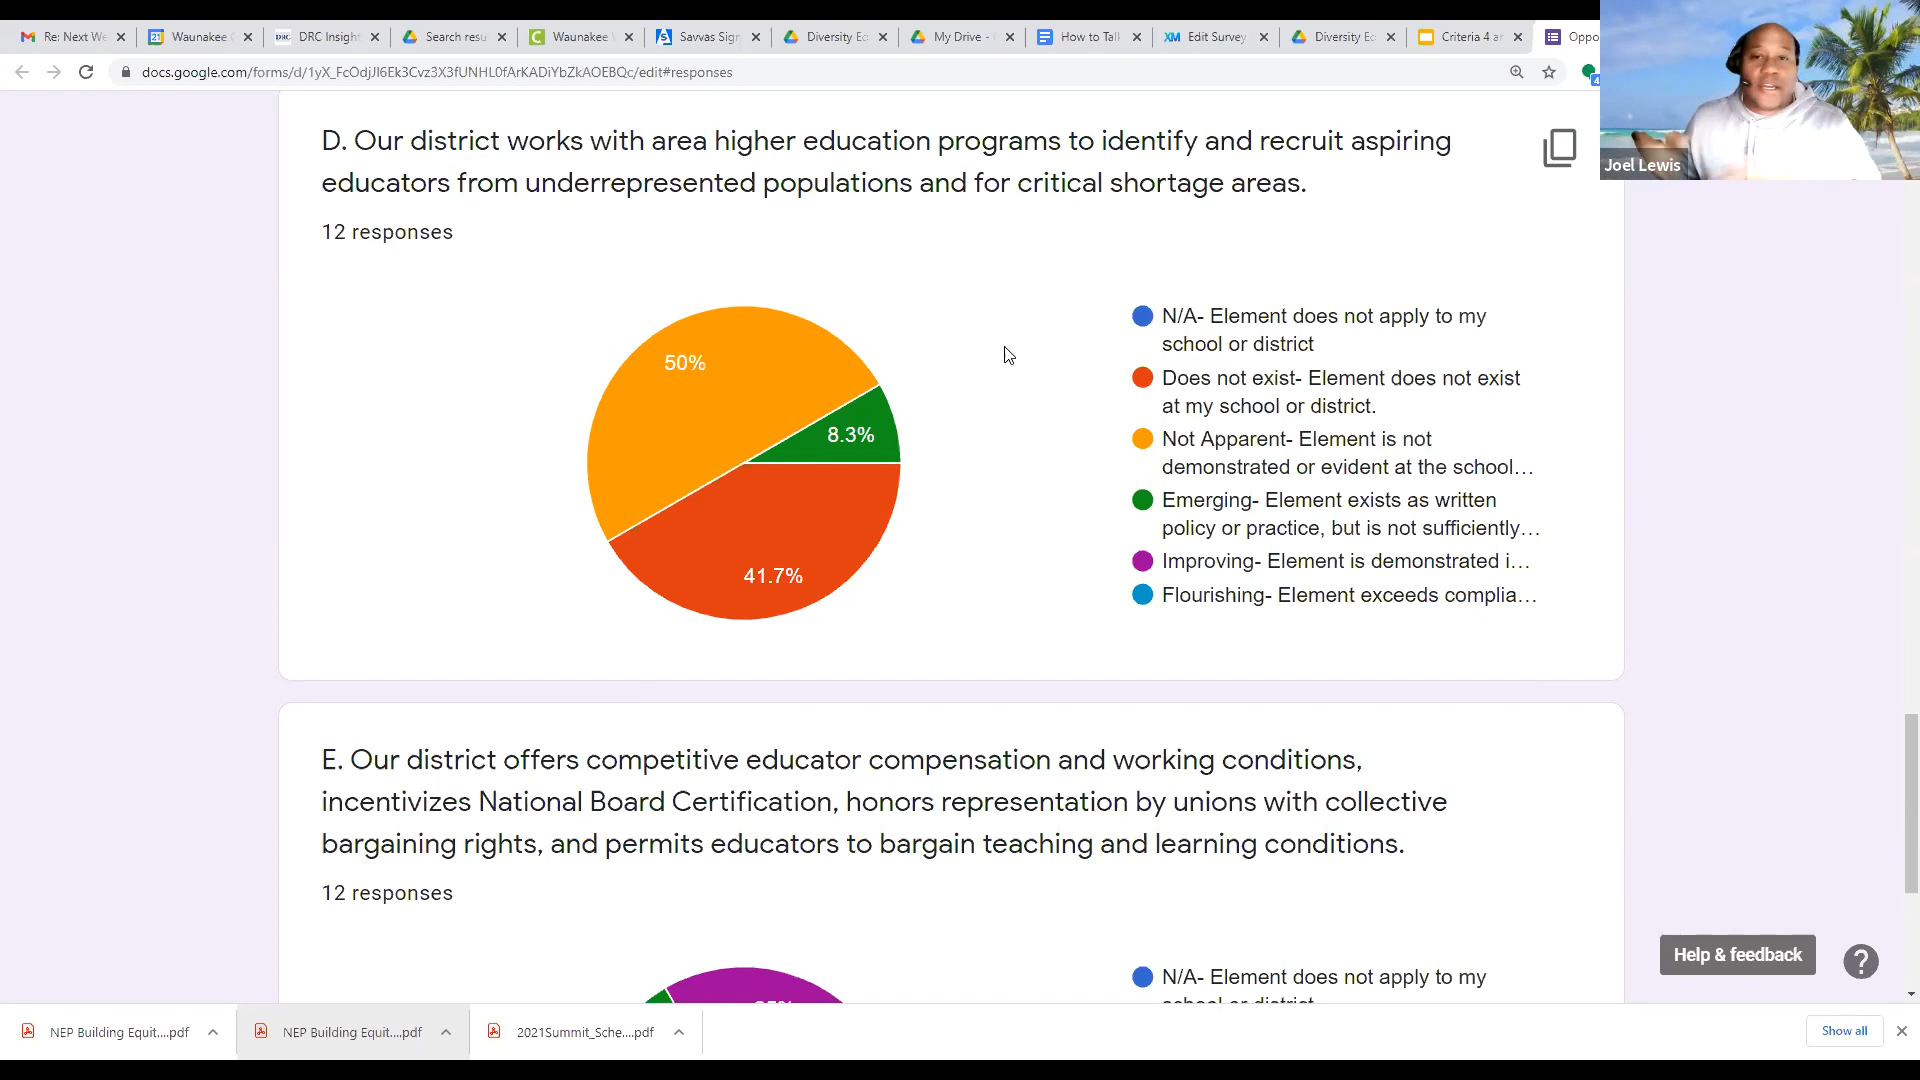 Re: Next We
Waunakee
DRC Insigh
Search resu
Waunakee
Savvas Sig
Diversity E
My Drive -
How to Tal
Edit Survey
Diversity E
Criteria 4 a
Oppo
docs.google.com/forms/d/1yX_FcOdjJI6Ek3Cvz3X3fUNHL0fArKADiYbZkAOEBQc/edit#responses
Joel Lewis
D. Our district works with area higher education programs to identify and recruit aspiring
educators from underrepresented populations and for critical shortage areas.
12 responses
50%
8.3%
41.7%
N/A- Element does not apply to my
school or district
Does not exist- Element does not exist
at my school or district.
Not Apparent- Element is not
demonstrated or evident at the school…
Emerging- Element exists as written
policy or practice, but is not sufficiently…
Improving- Element is demonstrated i…
Flourishing- Element exceeds complia…
E. Our district offers competitive educator compensation and working conditions,
incentivizes National Board Certification, honors representation by unions with collective
bargaining rights, and permits educators to bargain teaching and learning conditions.
12 responses
N/A- Element does not apply to my
school or district
Help & feedback
NEP Building Equit....pdf
NEP Building Equit....pdf
2021Summit_Sche....pdf
Show all